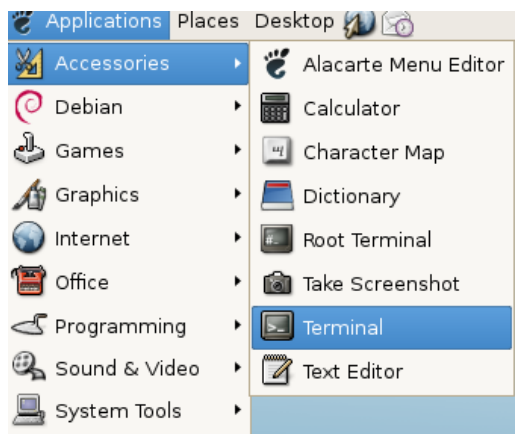 Applications Places Desktop
Accessories
Debian
Games
Graphics
Internet
Office
Programming
Sound & Video
System Tools
Alacarte Menu Editor
Calculator
Character Map
Dictionary
Root Terminal
Take Screenshot
Terminal
Text Editor